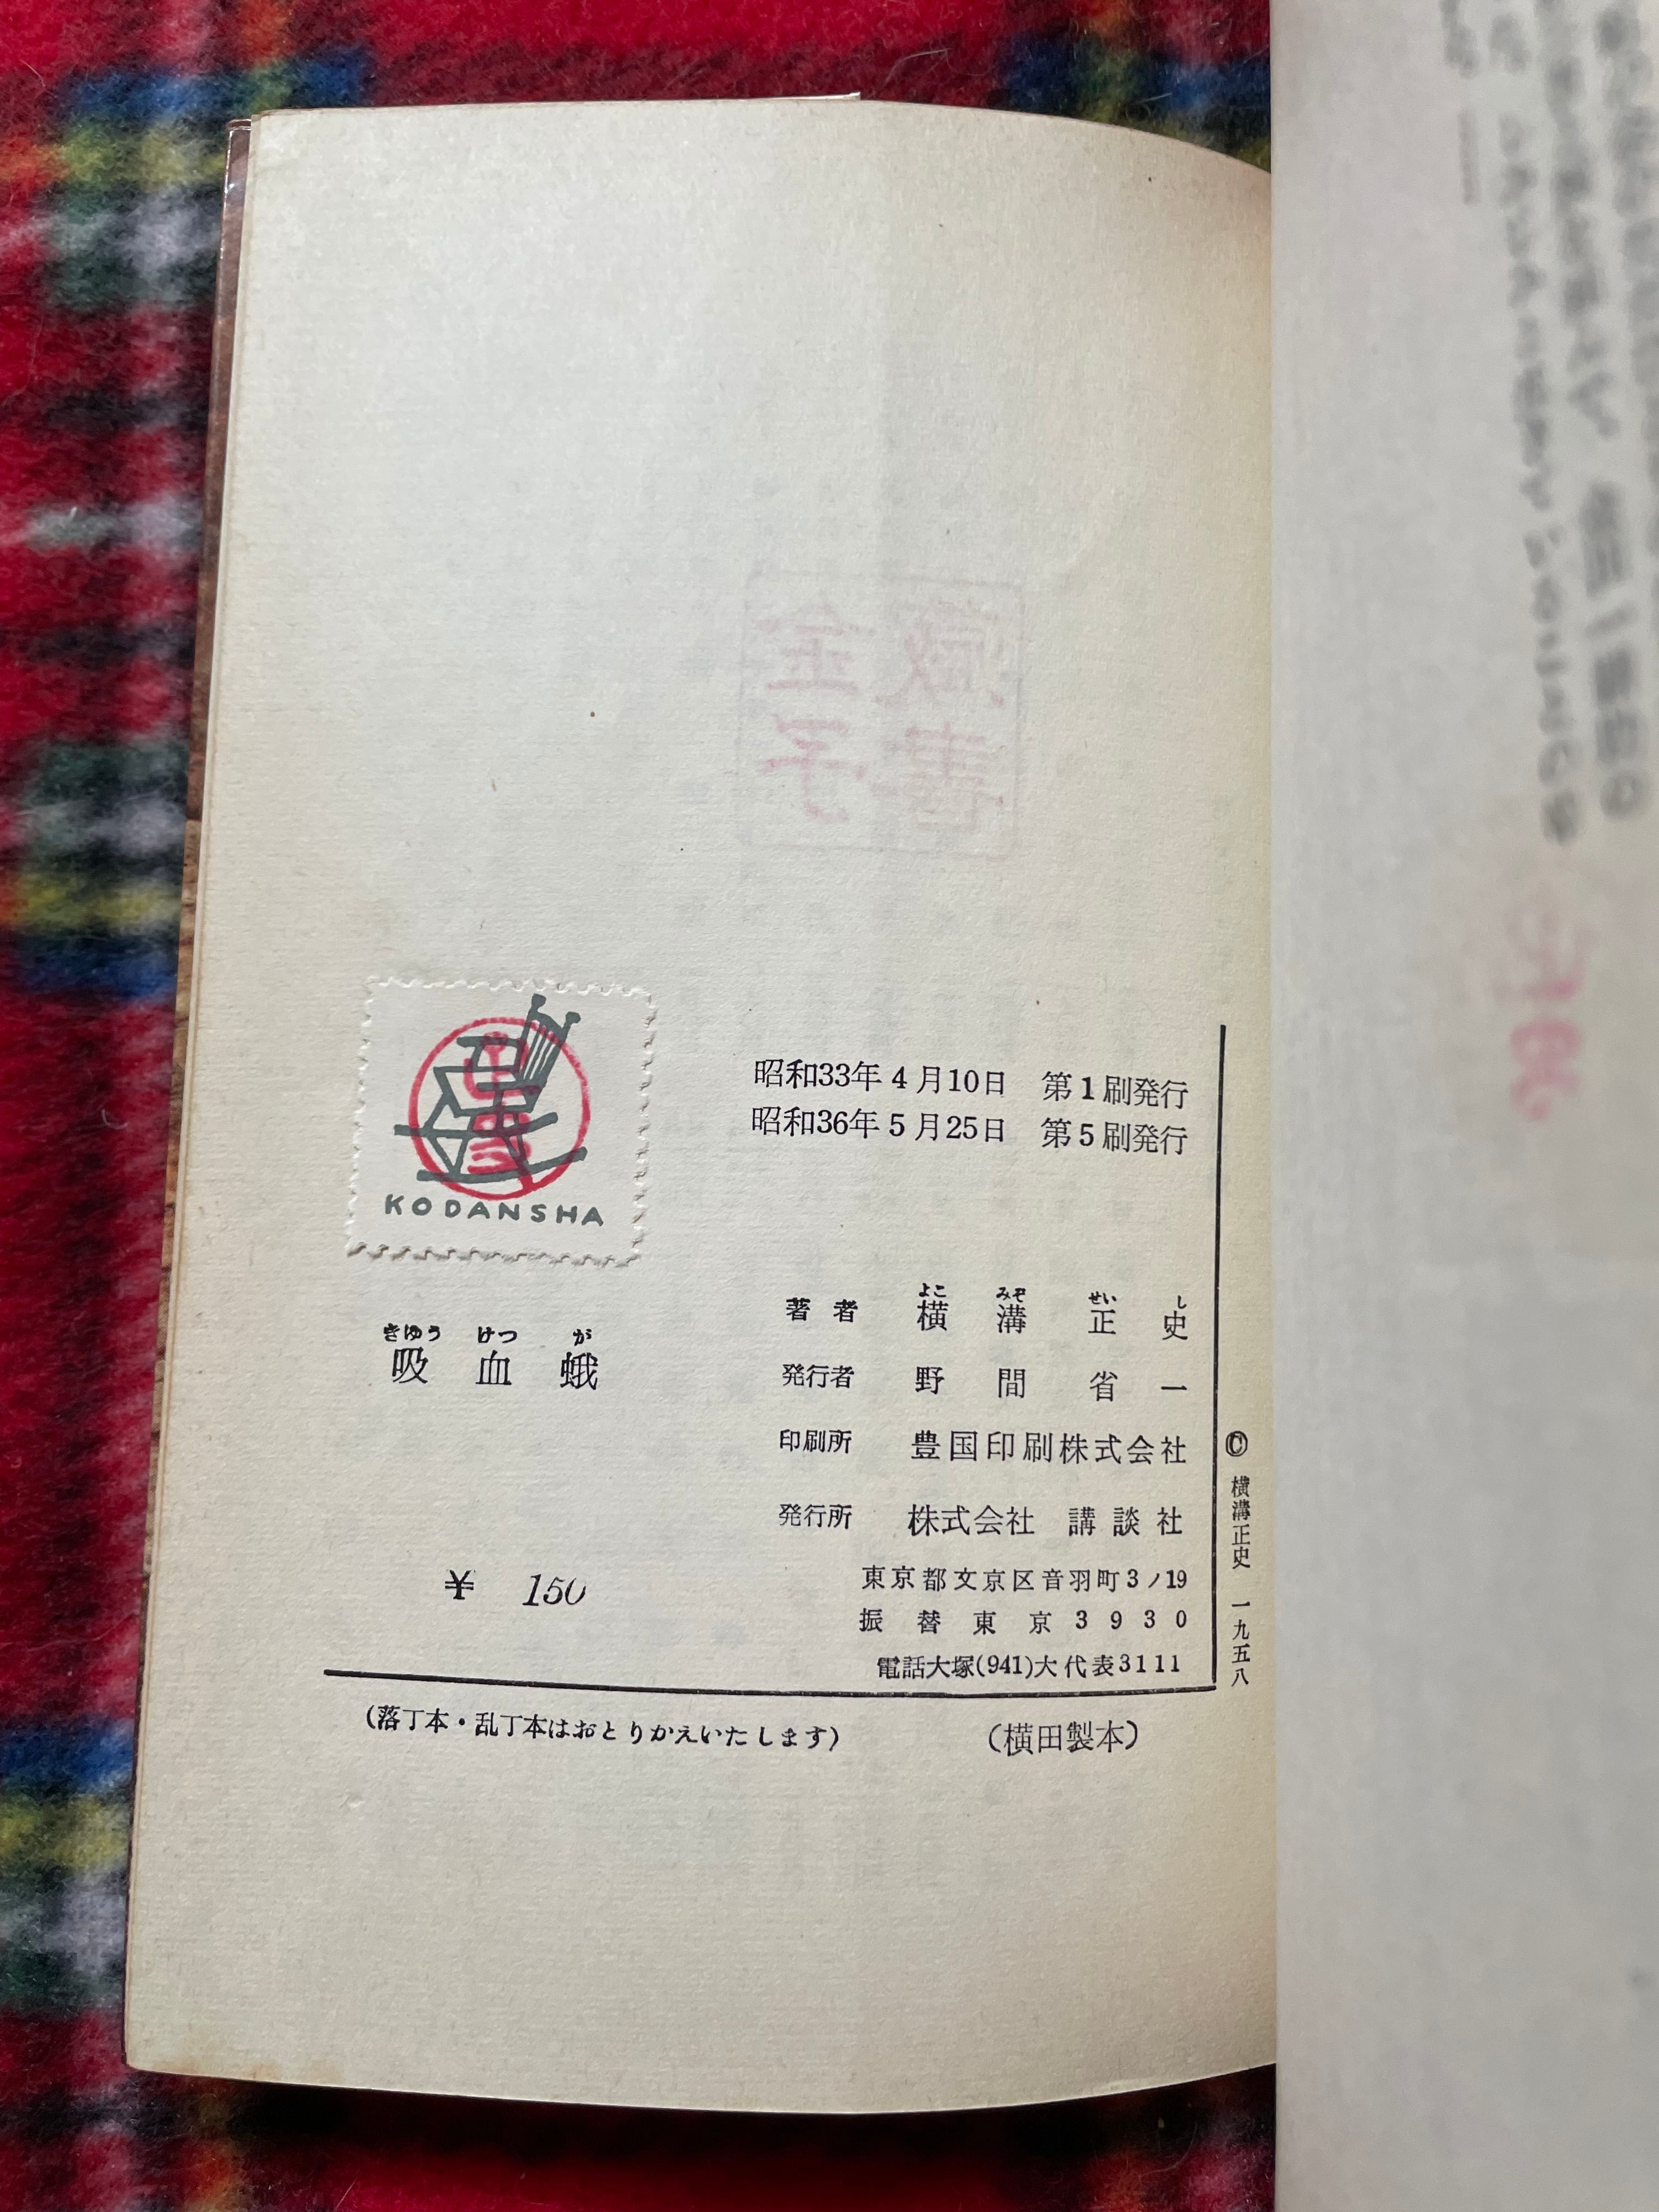 昭和33年4月10日 第1刷発行
昭和36年5月25日 第5刷発行
KODANSHA
きゆう けつ が
吸血蛾
¥ 150
よこ みぞ せい し
著者 横溝正史
発行者 野間省一
印刷所 豊国印刷株式会社
発行所 株式会社 講談社
東京都文京区音羽町3ノ19
振替東京3930
電話大塚(941)大代表3111
© 横溝正史 一九五八
(落丁本・乱丁本はおとりかえいたします)
(横田製本)
蔵書
金子